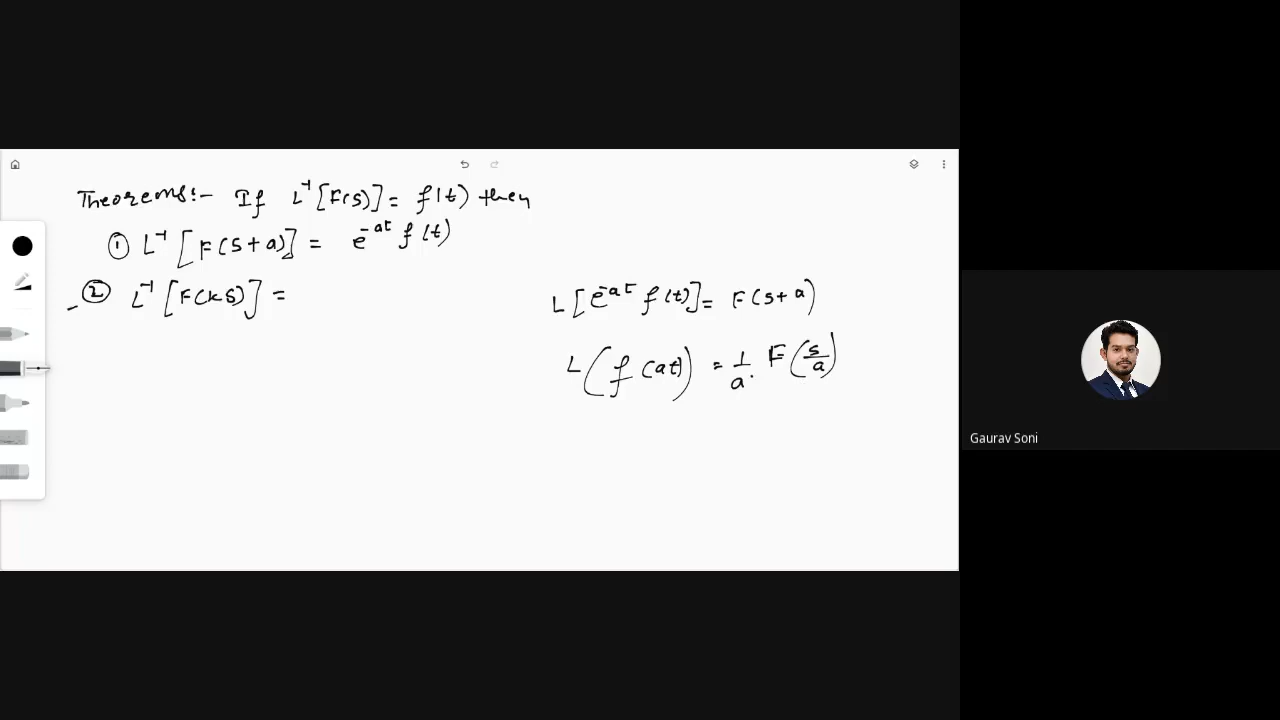 Theorems:- If L⁻¹[F(s)] = f(t) then
① L⁻¹[F(s+a)] = e⁻ᵃᵗ f(t)
② L⁻¹[F(ks)] =
L[e⁻ᵃᵗ f(t)] = F(s+a)
L(f(at)) = 1/a · F(s/a)
Gaurav Soni